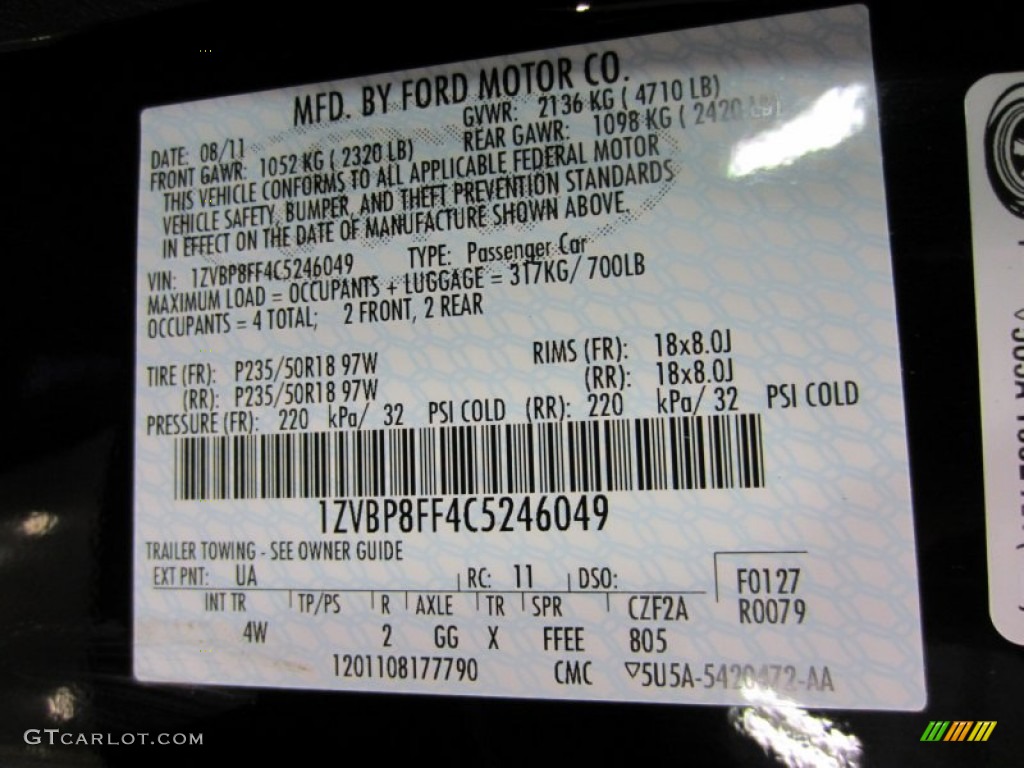 MFD. BY FORD MOTOR CO.
DATE: 08/11 GVWR: 2136 KG ( 4710 LB)
FRONT GAWR: 1052 KG ( 2320 LB) REAR GAWR: 1098 KG ( 2420 LB)
THIS VEHICLE CONFORMS TO ALL APPLICABLE FEDERAL MOTOR
VEHICLE SAFETY, BUMPER, AND THEFT PREVENTION STANDARDS
IN EFFECT ON THE DATE OF MANUFACTURE SHOWN ABOVE.
VIN: 1ZVBP8FF4C5246049 TYPE: Passenger Car
MAXIMUM LOAD = OCCUPANTS + LUGGAGE = 317KG/ 700LB
OCCUPANTS = 4 TOTAL; 2 FRONT, 2 REAR
TIRE (FR): P235/50R18 97W RIMS (FR): 18x8.0J
(RR): P235/50R18 97W (RR): 18x8.0J
PRESSURE (FR): 220 kPa/ 32 PSI COLD (RR): 220 kPa/ 32 PSI COLD
1ZVBP8FF4C5246049
TRAILER TOWING - SEE OWNER GUIDE
EXT PNT: UA RC: 11 DSO: F0127
INT TR TP/PS R AXLE TR SPR CZF2A R0079
4W 2 GG X FFEE 805
1201108177790 CMC ▽5U5A-5420472-AA
GTCARLOT.COM